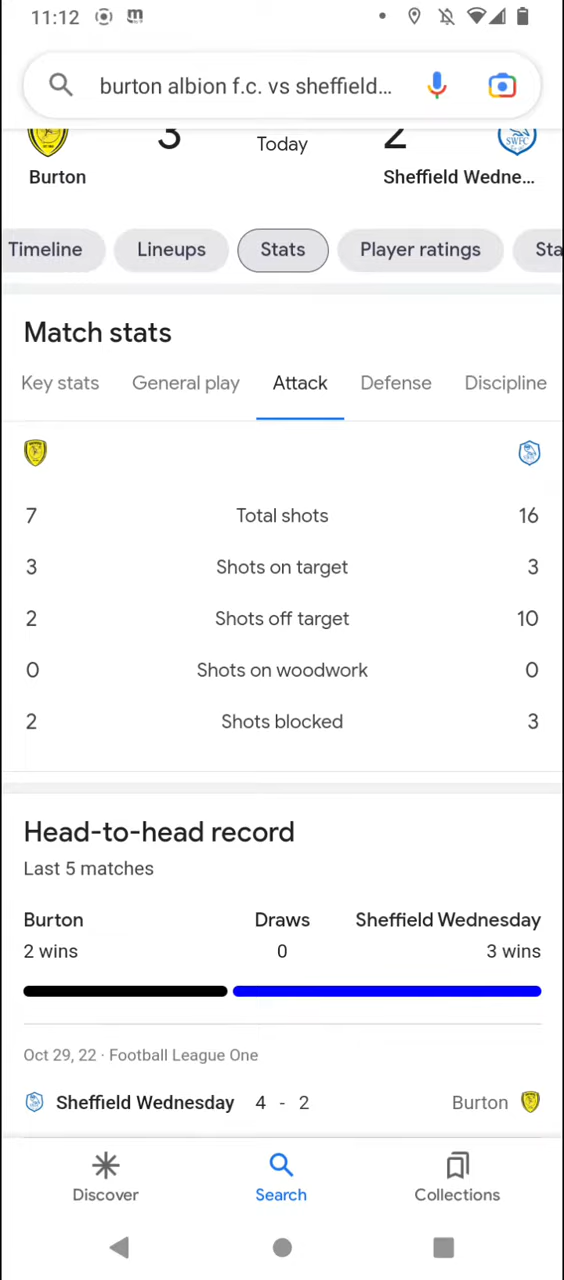 11:12
burton albion f.c. vs sheffield...
3 Today 2
Burton Sheffield Wedne...
Timeline Lineups Stats Player ratings Sta
Match stats
Key stats General play Attack Defense Discipline
7 Total shots 16
3 Shots on target 3
2 Shots off target 10
0 Shots on woodwork 0
2 Shots blocked 3
Head-to-head record
Last 5 matches
Burton Draws Sheffield Wednesday
2 wins 0 3 wins
Oct 29, 22 · Football League One
Sheffield Wednesday 4 - 2 Burton
Discover Search Collections